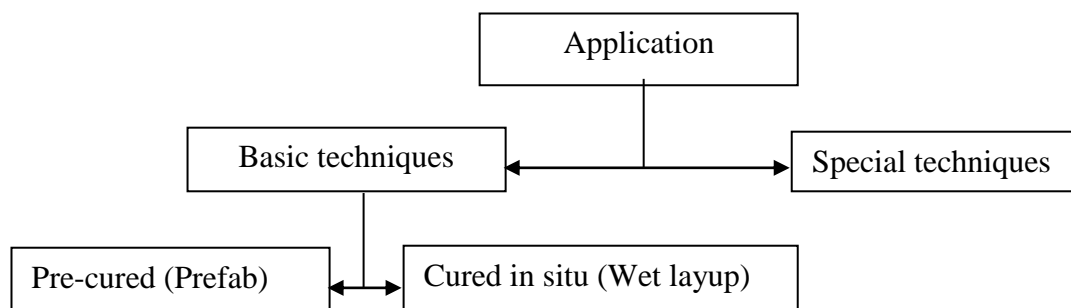 Application
Basic techniques
Special techniques
Pre-cured (Prefab)
Cured in situ (Wet layup)